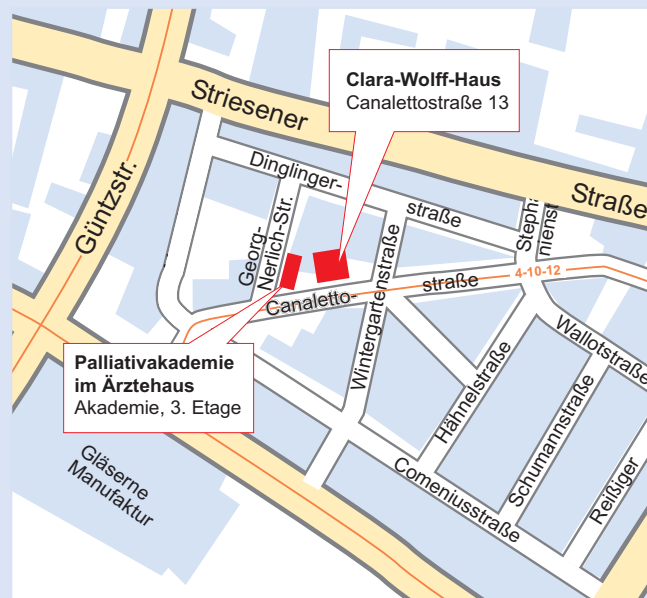 Clara-Wolff-Haus
Canalettostraße 13
Striesener
Straße
Güntzstr.
Dinglinger-
straße
Georg-
Nerlich-Str.
Stepha
nienst
Canaletto-
straße
4-10-12
Wintergartenstraße
Wallotstraße
Hähnelstraße
Schumannstraße
Reißiger
Comeniusstraße
Palliativakademie
im Ärztehaus
Akademie, 3. Etage
Gläserne
Manufaktur